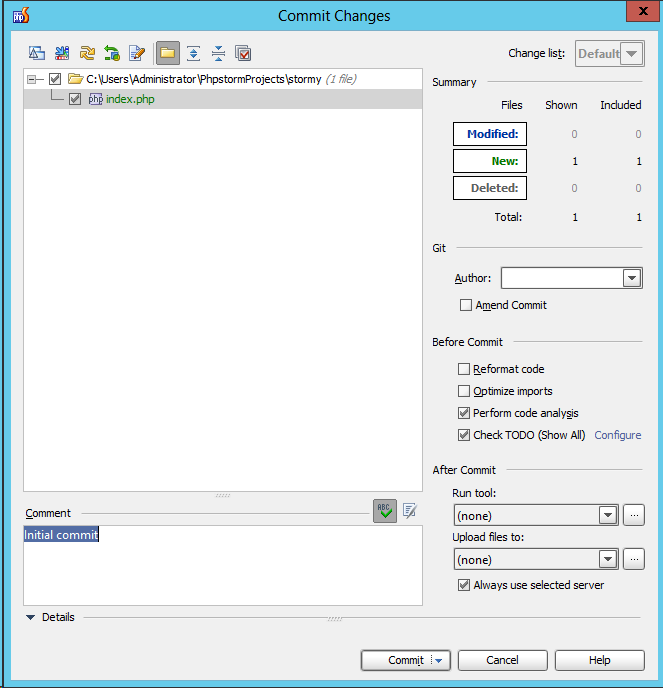 Commit Changes
x
Change list: Default
C:\Users\Administrator\PhpstormProjects\stormy (1 file)
php index.php
Summary
Files Shown Included
Modified: 0 0
New: 1 1
Deleted: 0 0
Total: 1 1
Git
Author:
Amend Commit
Before Commit
Reformat code
Optimize imports
Perform code analysis
Check TODO (Show All) Configure
After Commit
Run tool:
(none) ...
Upload files to:
(none) ...
Always use selected server
Comment ABC
Initial commit
Details
Commit Cancel Help